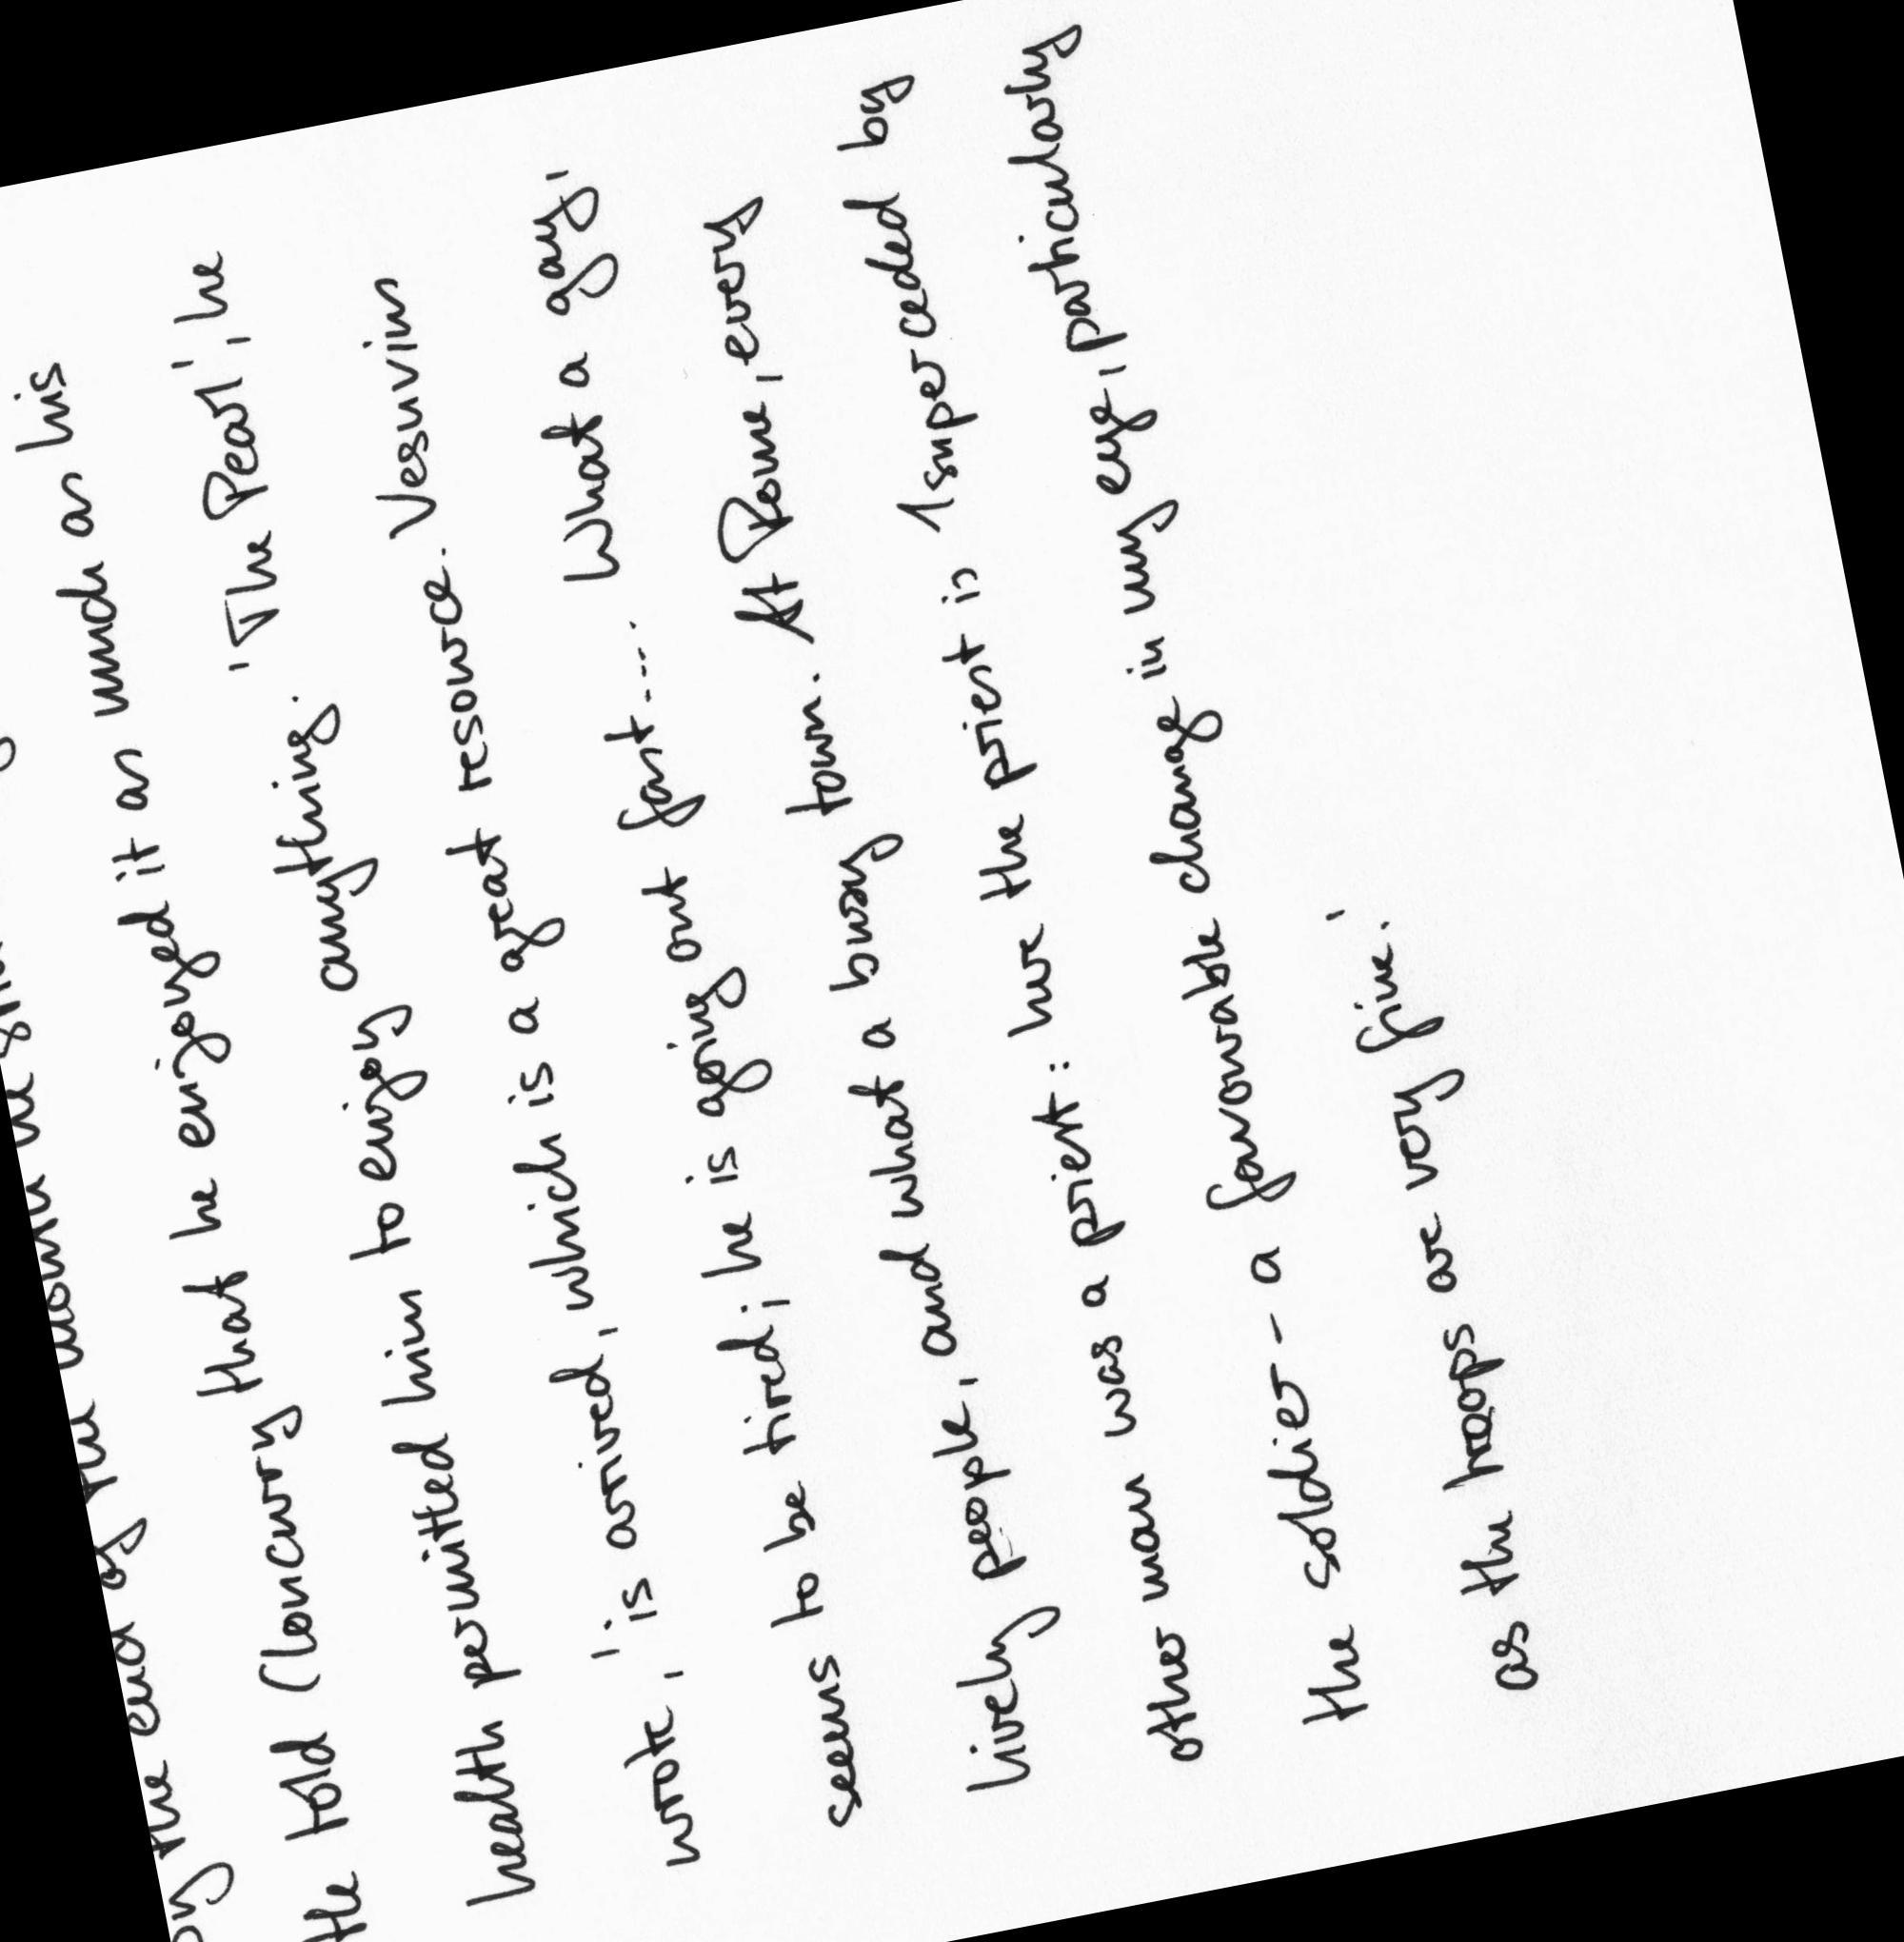 by the end of the
He told Cloncurry that he enjoyed it as much as his
health permitted him to enjoy anything. 'The Pearl', he
wrote, 'is arrived, which is a great resource. Vesuvius
seems to be tired; he is going out fast.... What a gay,
lively people, and what a busy town. At Rome, every
other man was a priest: here the priest is superceded by
the soldier - a favourable change in my eye, particularly
as the troops are very fine.'